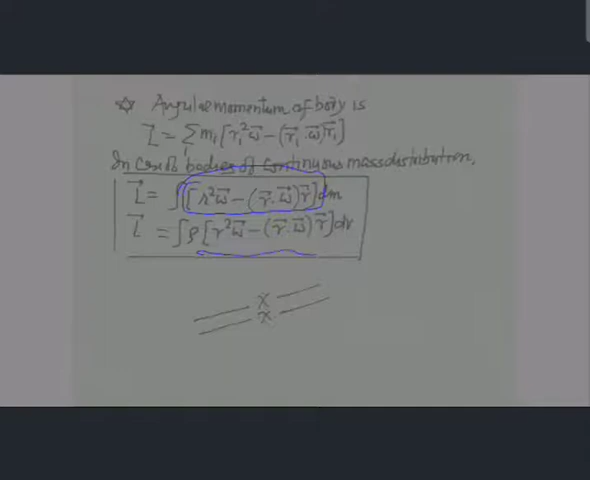 ☆ Angular momentum of body is
L⃗ = Σ mᵢ [rᵢ²ω⃗ − (r⃗ᵢ . ω⃗) r⃗ᵢ]
In case of bodies of continuous mass distribution,
L⃗ = ∫ [r²ω⃗ − (r⃗ . ω⃗) r⃗] dm
L⃗ = ∫ ρ [r²ω⃗ − (r⃗ . ω⃗) r⃗] dv
x
x